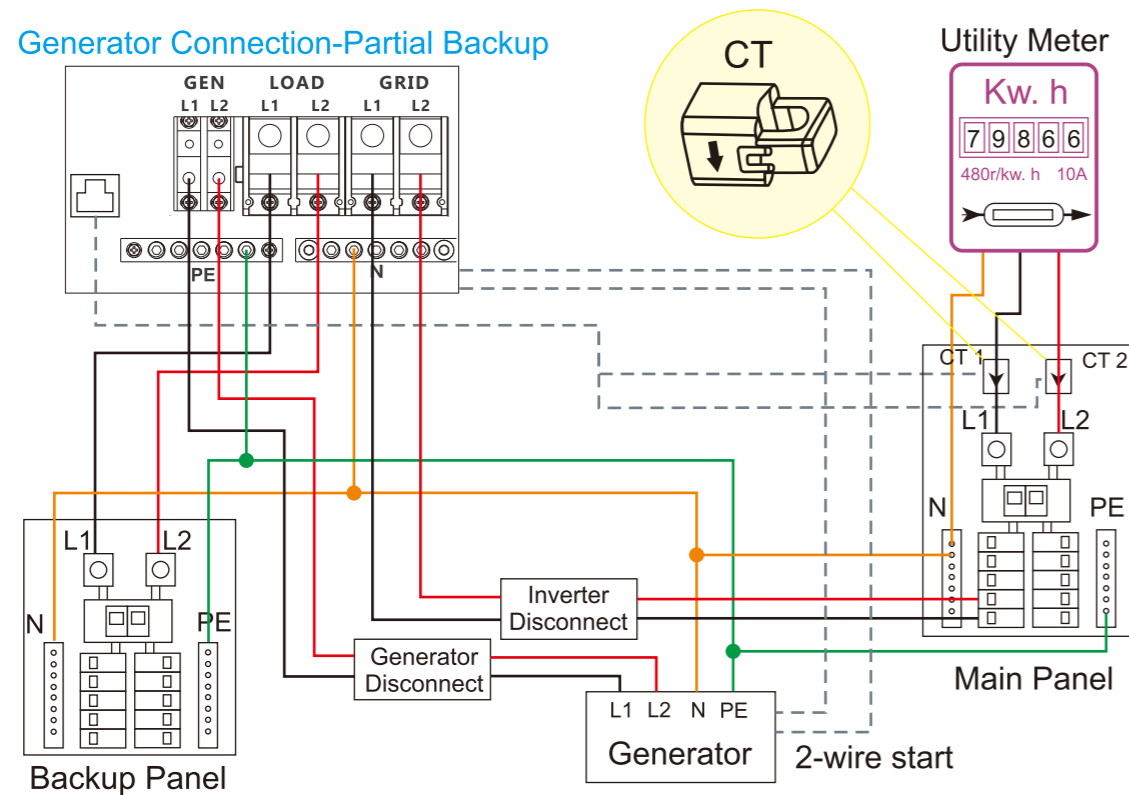 Generator Connection-Partial Backup
CT
Utility Meter
Kw. h
7 9 8 6 6
480r/kw. h 10A
GEN LOAD GRID
L1 L2 L1 L2 L1 L2
PE N
CT 1 CT 2
L1 L2
N PE
L1 L2
N PE
Inverter
Disconnect
Generator
Disconnect
Main Panel
L1 L2 N PE
Generator
2-wire start
Backup Panel